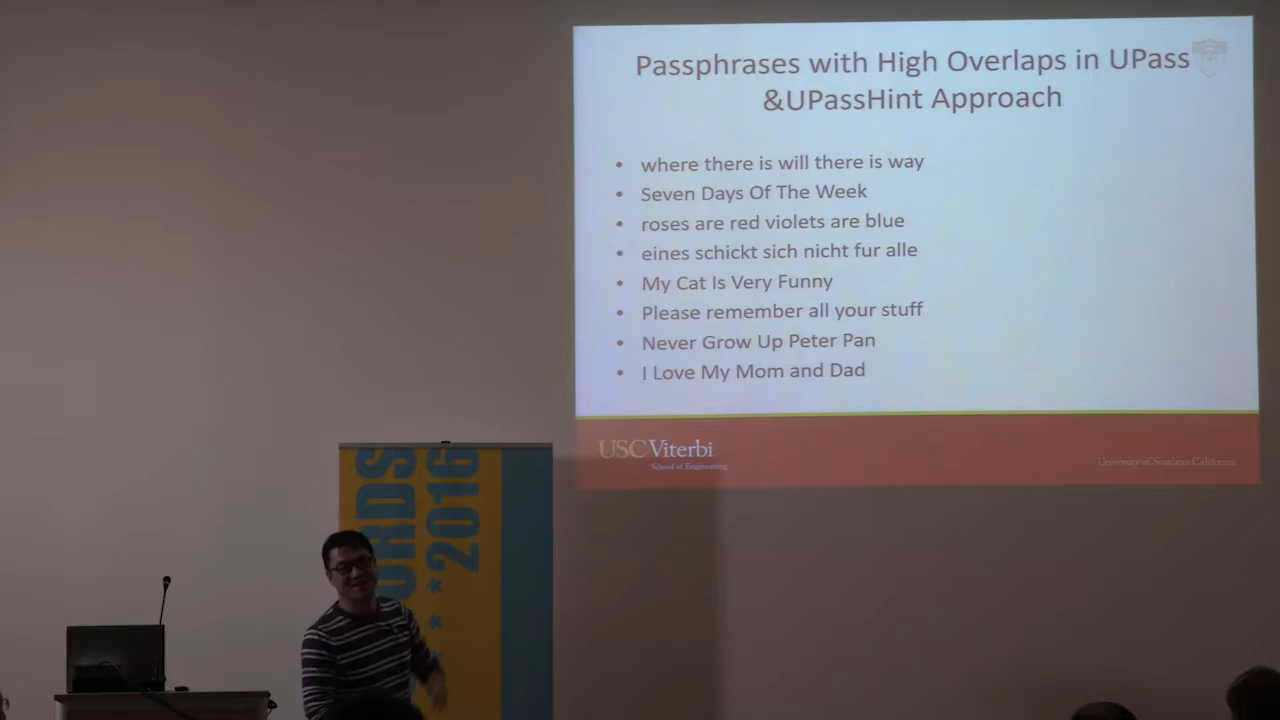 Passphrases with High Overlaps in UPass
&UPassHint Approach
• where there is will there is way
• Seven Days Of The Week
• roses are red violets are blue
• eines schickt sich nicht fur alle
• My Cat Is Very Funny
• Please remember all your stuff
• Never Grow Up Peter Pan
• I Love My Mom and Dad
USC Viterbi
School of Engineering
University of Southern California
ORDS
* * * 2016